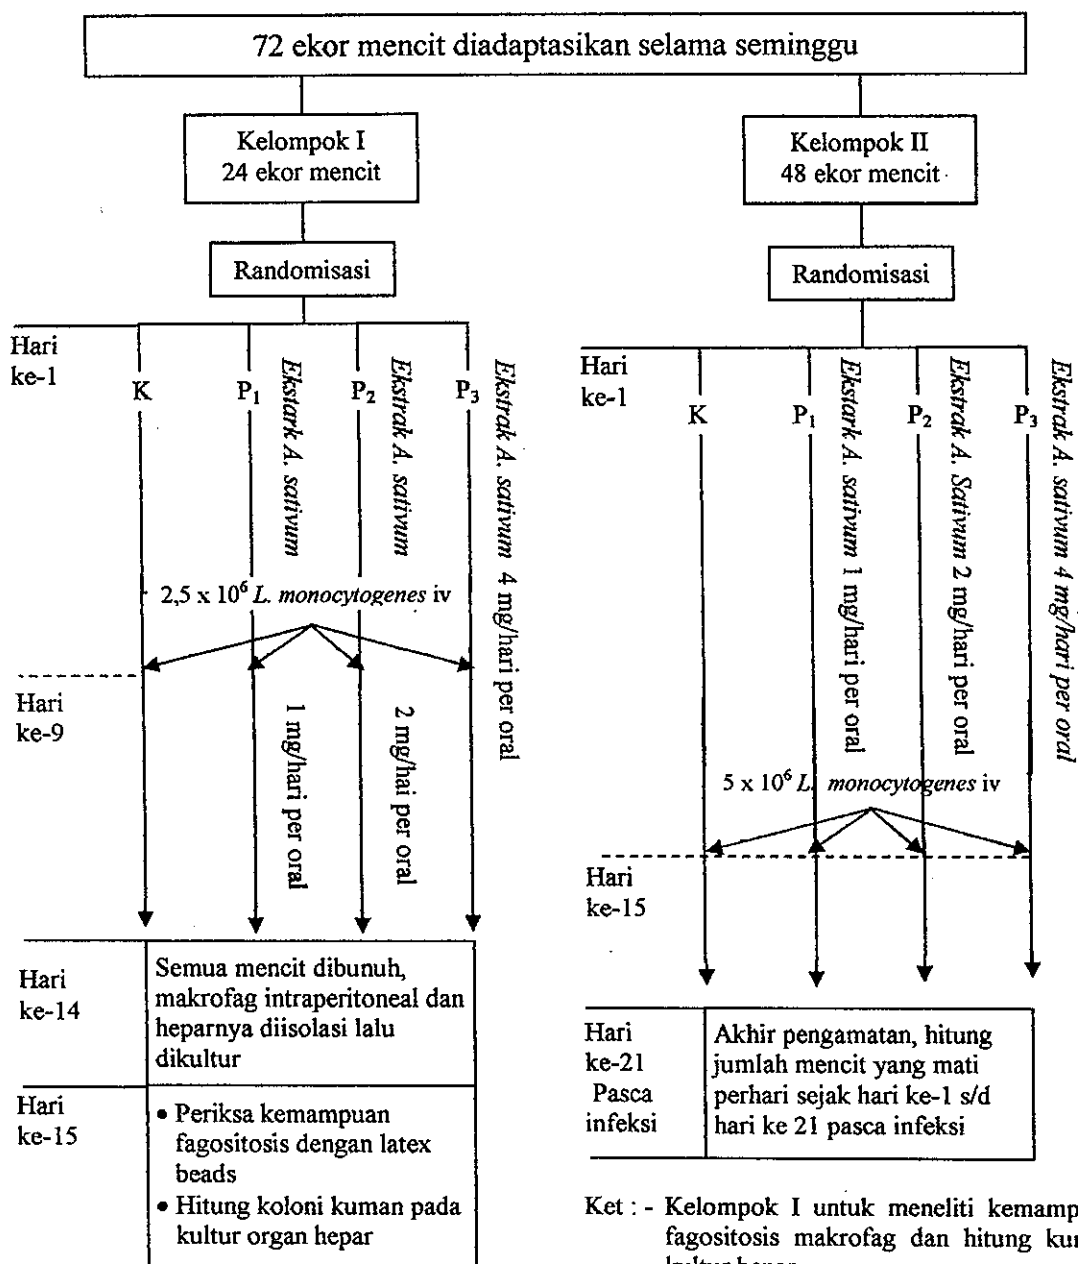 72 ekor mencit diadaptasikan selama seminggu
Kelompok I
24 ekor mencit
Randomisasi
Hari
ke-1
K
P₁
Ekstark A. sativum
1 mg/hari per oral
P₂
Ekstrak A. sativum
2 mg/hai per oral
P₃
Ekstrak A. sativum 4 mg/hari per oral
2,5 x 10⁶ L. monocytogenes iv
Hari
ke-9
Hari
ke-14
Semua mencit dibunuh,
makrofag intraperitoneal dan
heparnya diisolasi lalu
dikultur
Hari
ke-15
• Periksa kemampuan
fagositosis dengan latex
beads
• Hitung koloni kuman pada
kultur organ hepar
Kelompok II
48 ekor mencit
Randomisasi
Hari
ke-1
K
P₁
Ekstark A. sativum 1 mg/hari per oral
P₂
Ekstrak A. Sativum 2 mg/hari per oral
P₃
Ekstrak A. sativum 4 mg/hari per oral
5 x 10⁶ L. monocytogenes iv
Hari
ke-15
Hari
ke-21
Pasca
infeksi
Akhir pengamatan, hitung
jumlah mencit yang mati
perhari sejak hari ke-1 s/d
hari ke 21 pasca infeksi
Ket : - Kelompok I untuk meneliti kemamp
fagositosis makrofag dan hitung ku